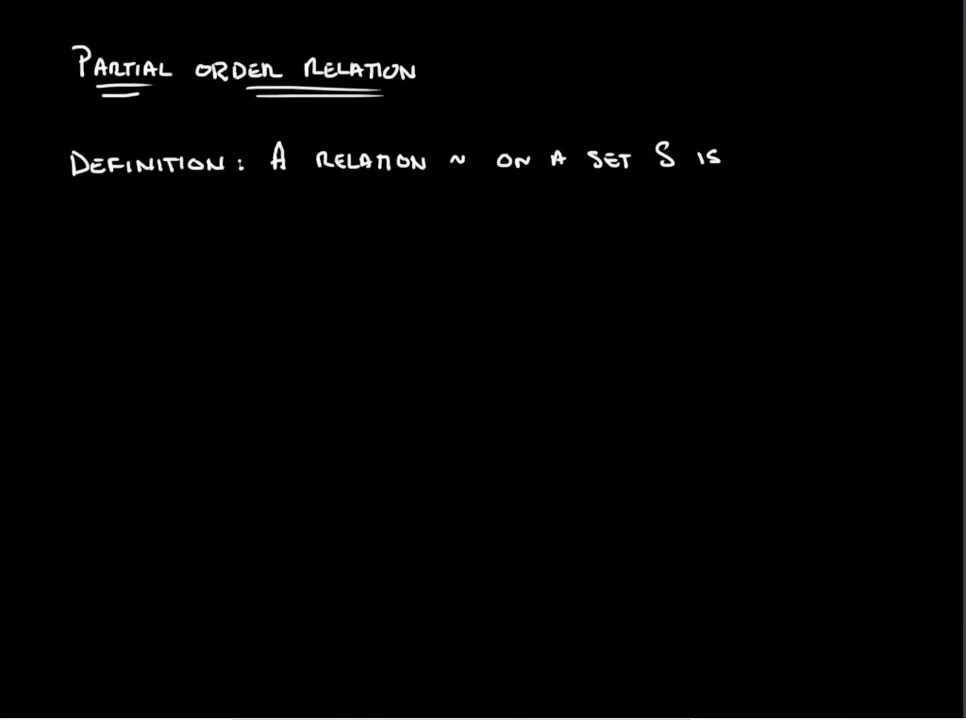 PARTIAL ORDER RELATION
DEFINITION: A RELATION ~ ON A SET S IS